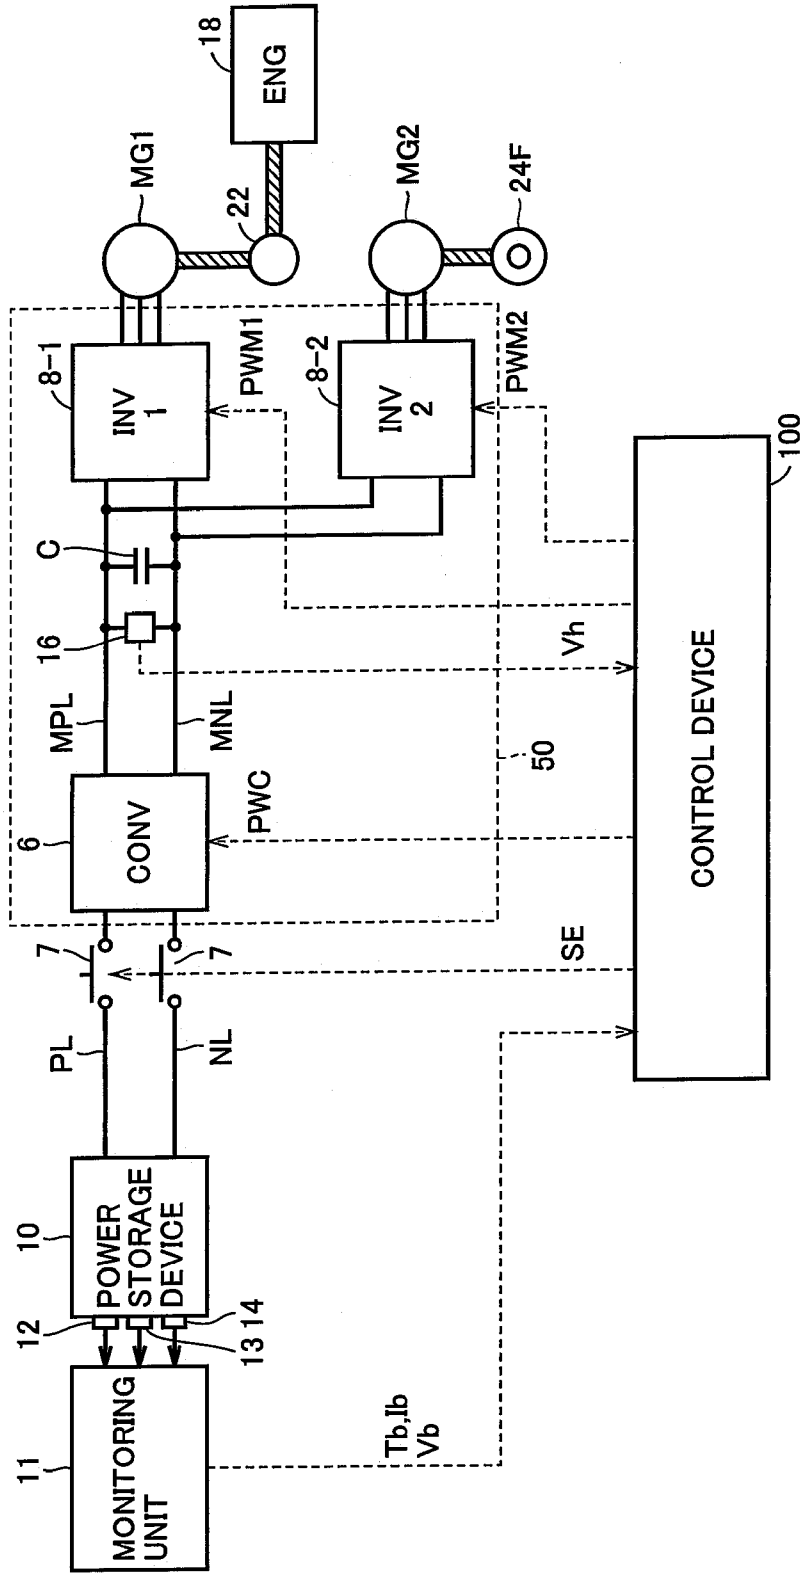 11
MONITORING
UNIT
12
13
14
10
POWER
STORAGE
DEVICE
PL
NL
7
7
6
CONV
PWC
MPL
MNL
16
C
8-1
INV
1
PWM1
8-2
INV
2
PWM2
MG1
22
18
ENG
MG2
24F
50
Tb,Ib
Vb
SE
Vh
CONTROL DEVICE
100